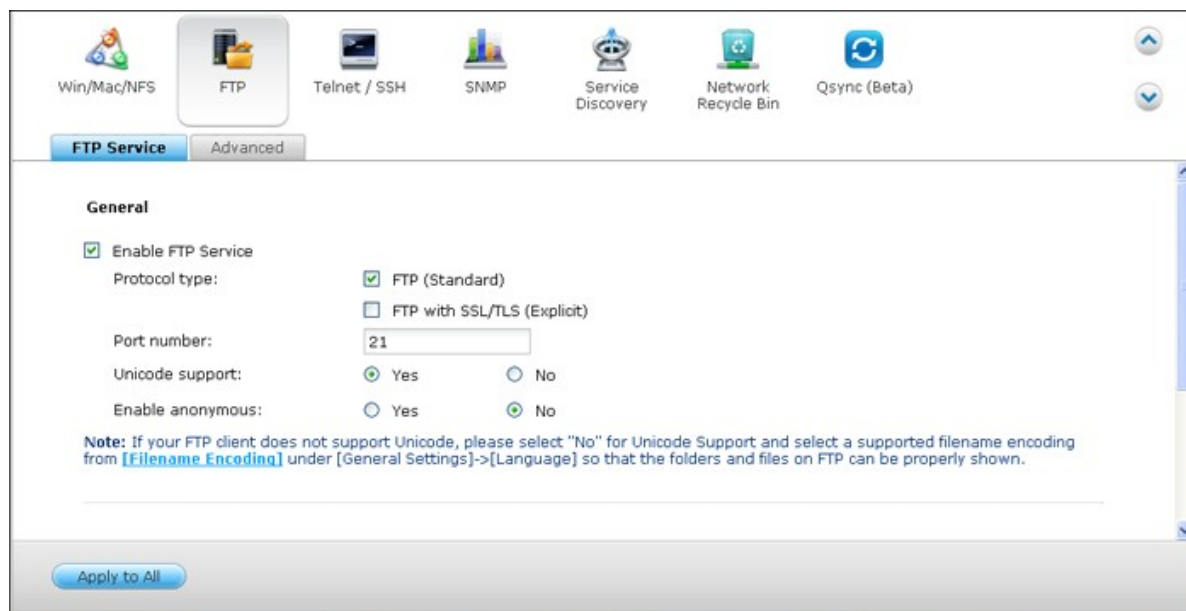 Win/Mac/NFS
FTP
Telnet / SSH
SNMP
Service
Discovery
Network
Recycle Bin
Qsync (Beta)
FTP Service
Advanced
General
Enable FTP Service
Protocol type:
FTP (Standard)
FTP with SSL/TLS (Explicit)
Port number:
21
Unicode support:
Yes
No
Enable anonymous:
Yes
No
Note: If your FTP client does not support Unicode, please select "No" for Unicode Support and select a supported filename encoding
from [Filename Encoding] under [General Settings]->[Language] so that the folders and files on FTP can be properly shown.
Apply to All